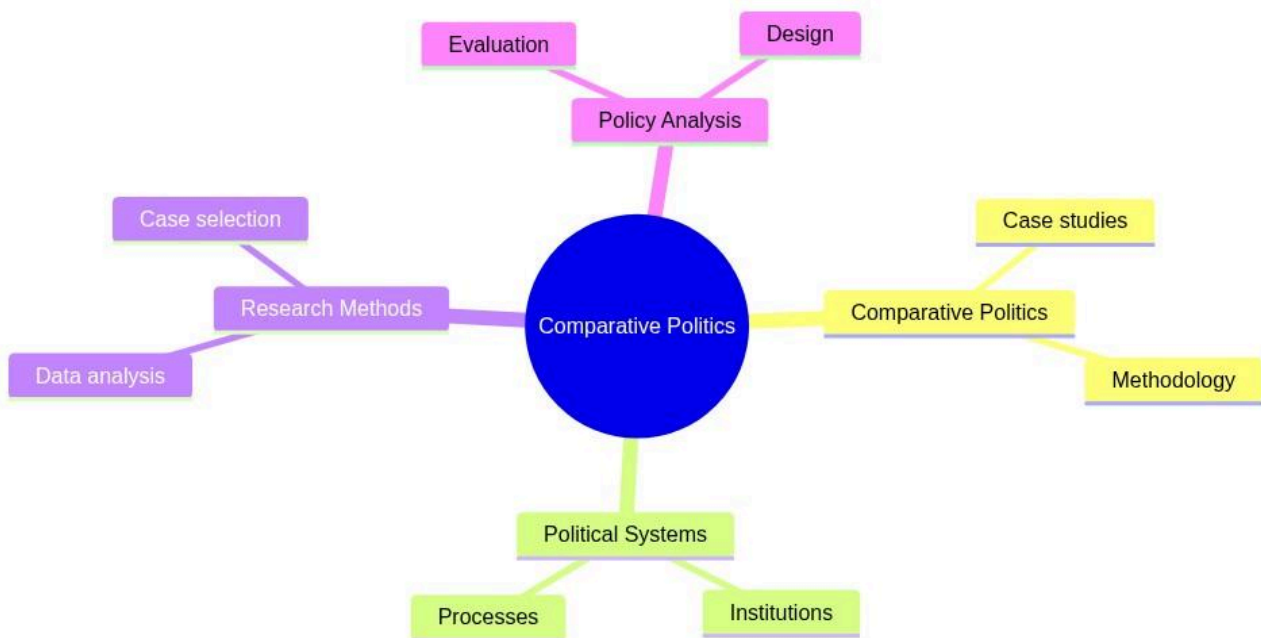 Design
Evaluation
Policy Analysis
Case selection
Case studies
Research Methods
Comparative Politics
Comparative Politics
Data analysis
Methodology
Political Systems
Processes
Institutions